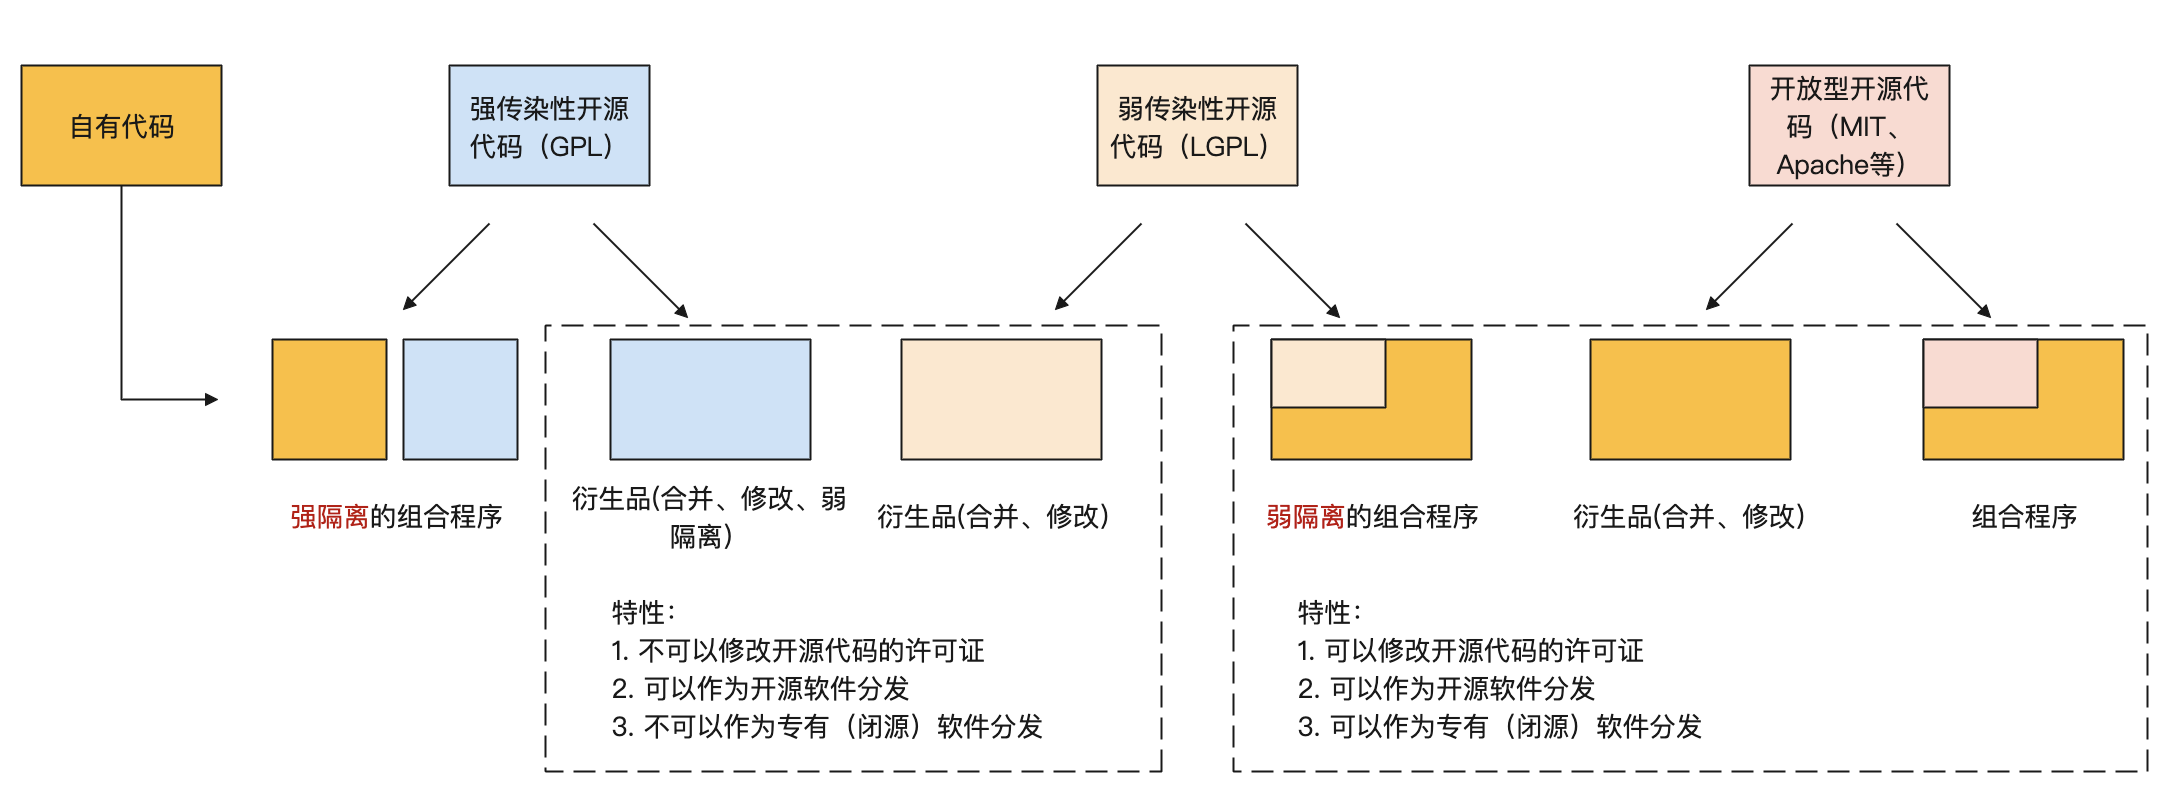 自有代码
强传染性开源
代码（GPL）
弱传染性开源
代码（LGPL）
开放型开源代
码（MIT、
Apache等）
强隔离的组合程序
衍生品(合并、修改、弱
隔离）
衍生品(合并、修改）
弱隔离的组合程序
衍生品(合并、修改）
组合程序
特性：
1. 不可以修改开源代码的许可证
2. 可以作为开源软件分发
3. 不可以作为专有（闭源）软件分发
特性：
1. 可以修改开源代码的许可证
2. 可以作为开源软件分发
3. 可以作为专有（闭源）软件分发